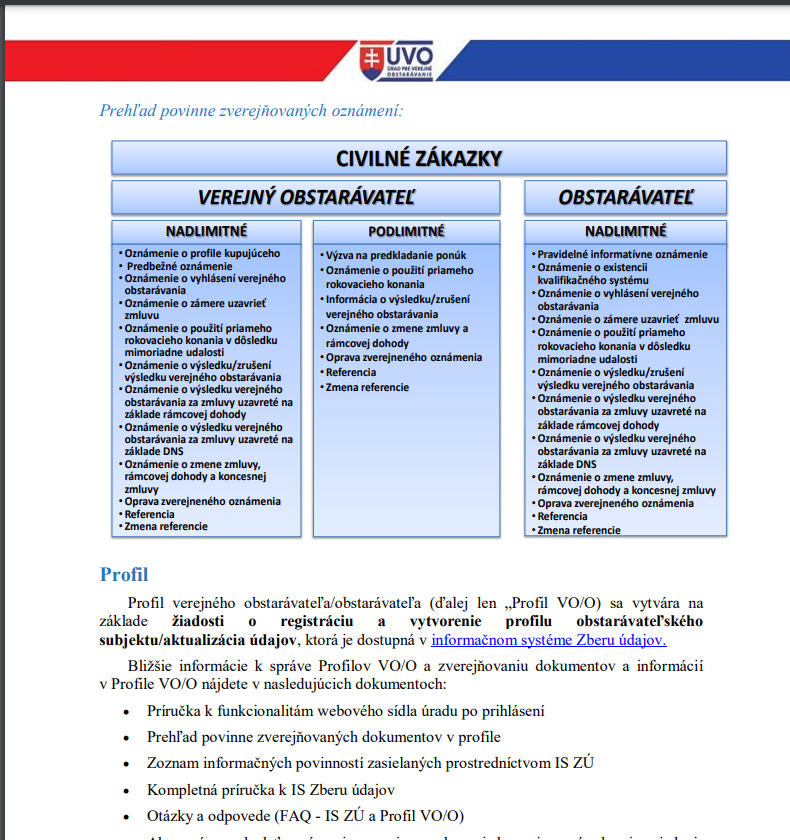 UVO
ÚRAD PRE VEREJNÉ
OBSTARÁVANIE
Prehľad povinne zverejňovaných oznámení:
CIVILNÉ ZÁKAZKY
VEREJNÝ OBSTARÁVATEĽ
OBSTARÁVATEĽ
NADLIMITNÉ
• Oznámenie o profile kupujúceho
• Predbežné oznámenie
• Oznámenie o vyhlásení verejného
obstarávania
• Oznámenie o zámere uzavrieť
zmluvu
• Oznámenie o použití priameho
rokovacieho konania v dôsledku
mimoriadne udalosti
• Oznámenie o výsledku/zrušení
výsledku verejného obstarávania
• Oznámenie o výsledku verejného
obstarávania za zmluvy uzavreté na
základe rámcovej dohody
• Oznámenie o výsledku verejného
obstarávania za zmluvy uzavreté na
základe DNS
• Oznámenie o zmene zmluvy,
rámcovej dohody a koncesnej
zmluvy
• Oprava zverejneného oznámenia
• Referencia
• Zmena referencie
PODLIMITNÉ
• Výzva na predkladanie ponúk
• Oznámenie o použití priameho
rokovacieho konania
• Informácia o výsledku/zrušení
verejného obstarávania
• Oznámenie o zmene zmluvy a
rámcovej dohody
• Oprava zverejneného oznámenia
• Referencia
• Zmena referencie
NADLIMITNÉ
• Pravidelné informatívne oznámenie
• Oznámenie o existencii
kvalifikačného systému
• Oznámenie o vyhlásení verejného
obstarávania
• Oznámenie o zámere uzavrieť zmluvu
• Oznámenie o použití priameho
rokovacieho konania v dôsledku
mimoriadne udalosti
• Oznámenie o výsledku/zrušení
výsledku verejného obstarávania
• Oznámenie o výsledku verejného
obstarávania za zmluvy uzavreté na
základe rámcovej dohody
• Oznámenie o výsledku verejného
obstarávania za zmluvy uzavreté na
základe DNS
• Oznámenie o zmene zmluvy,
rámcovej dohody a koncesnej zmluvy
• Oprava zverejneného oznámenia
• Referencia
• Zmena referencie
Profil
Profil verejného obstarávateľa/obstarávateľa (ďalej len „Profil VO/O) sa vytvára na
základe žiadosti o registráciu a vytvorenie profilu obstarávateľského
subjektu/aktualizácia údajov, ktorá je dostupná v informačnom systéme Zberu údajov.
Bližšie informácie k správe Profilov VO/O a zverejňovaniu dokumentov a informácií
v Profile VO/O nájdete v nasledujúcich dokumentoch:
• Príručka k funkcionalitám webového sídla úradu po prihlásení
• Prehľad povinne zverejňovaných dokumentov v profile
• Zoznam informačných povinností zasielaných prostredníctvom IS ZÚ
• Kompletná príručka k IS Zberu údajov
• Otázky a odpovede (FAQ - IS ZÚ a Profil VO/O)